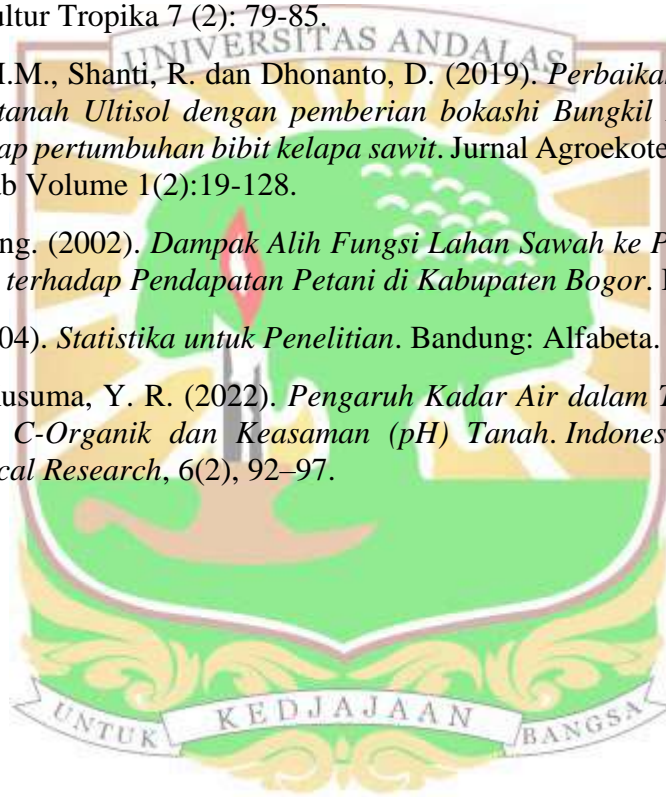 ultur Tropika 7 (2): 79-85.
UNIVERSITAS ANDALAS
I.M., Shanti, R. dan Dhonanto, D. (2019). Perbaikas
tanah Ultisol dengan pemberian bokashi Bungkil
ap pertumbuhan bibit kelapa sawit. Jurnal Agroekote
ab Volume 1(2):19-128.
ng. (2002). Dampak Alih Fungsi Lahan Sawah ke P
terhadap Pendapatan Petani di Kabupaten Bogor.
04). Statistika untuk Penelitian. Bandung: Alfabeta.
usuma, Y. R. (2022). Pengaruh Kadar Air dalam T
C-Organik dan Keasaman (pH) Tanah. Indones
cal Research, 6(2), 92–97.
UNTUK KEDJAJAAN BANGSA